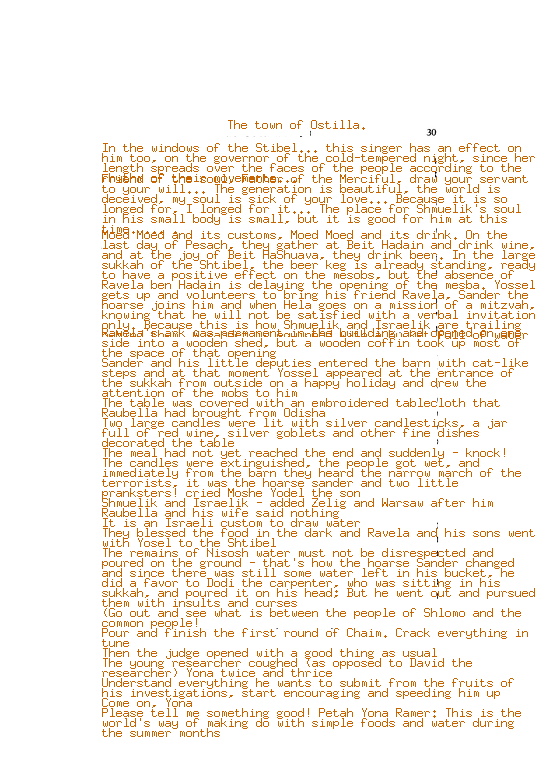 The town of Ostilla.
30
In the windows of the Stibel... this singer has an effect on
him too, on the governor of the cold-tempered night, since her
length spreads over the faces of the people according to the
of the Merciful, draw your servant
to your will... The generation is beautiful, the world is
deceived, my soul is sick of your love... Because it is so
longed for, I longed for it... The place for Shmuelik's soul
in his small body is small, but it is good for him at this
time...
Moed Moed and its customs, Moed Moed and its drink. On the
last day of Pesach, they gather at Beit Hadain and drink wine,
and at the joy of Beit HaShuava, they drink beer. In the large
sukkah of the Shtibel, the beer keg is already standing, ready
to have a positive effect on the mesobs, but the absence of
Ravela ben Hadain is delaying the opening of the mesba. Yossel
gets up and volunteers to bring his friend Ravela, Sander the
hoarse joins him and when Hela goes on a mission of a mitzvah,
knowing that he will not be satisfied with a verbal invitation
only. Because this is how Shmuelik and Israelik are trailing
side into a wooden shed, but a wooden coffin took up most of
the space of that opening
Sander and his little deputies entered the barn with cat-like
steps and at that moment Yossel appeared at the entrance of
the sukkah from outside on a happy holiday and drew the
attention of the mobs to him
The table was covered with an embroidered tablecloth that
Raubella had brought from Odisha
Two large candles were lit with silver candlesticks, a jar
full of red wine, silver goblets and other fine dishes
decorated the table
The meal had not yet reached the end and suddenly - knock!
The candles were extinguished, the people got wet, and
immediately from the barn they heard the narrow march of the
terrorists, it was the hoarse sander and two little
pranksters! cried Moshe Yodel the son
Shmuelik and Israelik - added Zelig and Warsaw after him
Raubella and his wife said nothing
It is an Israeli custom to draw water
They blessed the food in the dark and Ravela and his sons went
with Yosel to the Shtibel
The remains of Nisosh water must not be disrespected and
poured on the ground - that's how the hoarse Sander changed
and since there was still some water left in his bucket, he
did a favor to Dodi the carpenter, who was sitting in his
sukkah, and poured it on his head; But he went out and pursued
them with insults and curses
(Go out and see what is between the people of Shlomo and the
common people!
Pour and finish the first round of Chaim. Crack everything in
tune
Then the judge opened with a good thing as usual
The young researcher coughed (as opposed to David the
researcher) Yona twice and thrice
Understand everything he wants to submit from the fruits of
his investigations, start encouraging and speeding him up
Come on, Yona
Please tell me something good! Petah Yona Ramer: This is the
world's way of making do with simple foods and water during
the summer months